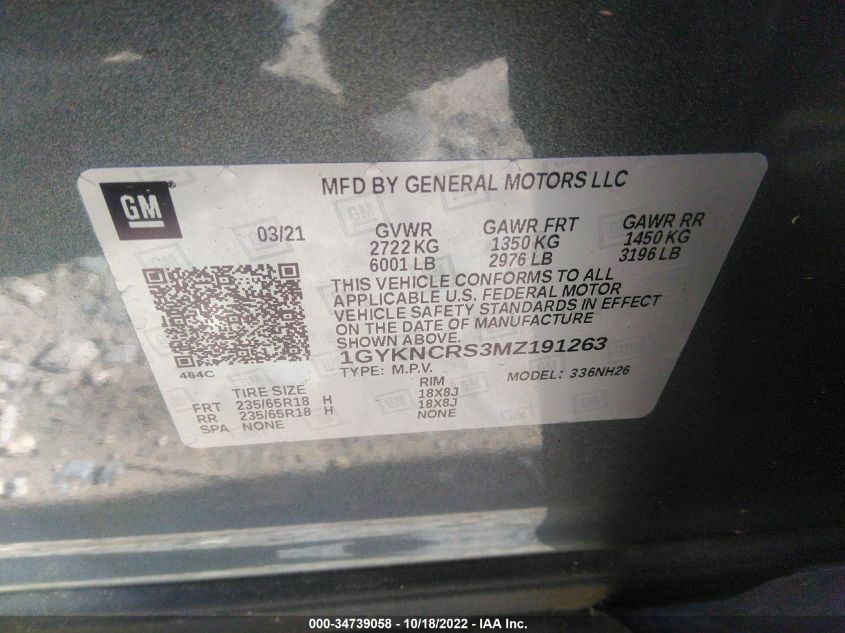 GM
MFD BY GENERAL MOTORS LLC
03/21 GVWR GAWR FRT GAWR RR
2722 KG 1350 KG 1450 KG
6001 LB 2976 LB 3196 LB
THIS VEHICLE CONFORMS TO ALL
APPLICABLE U.S. FEDERAL MOTOR
VEHICLE SAFETY STANDARDS IN EFFECT
ON THE DATE OF MANUFACTURE
SHOWN ABOVE.
1GYKNCRS3MZ191263
464C
TYPE: M.P.V. MODEL: 336NH26
TIRE SIZE RIM
FRT 235/65R18 H 18X8J
RR 235/65R18 H 18X8J
SPA NONE NONE
000-34739058 - 10/18/2022 - IAA Inc.